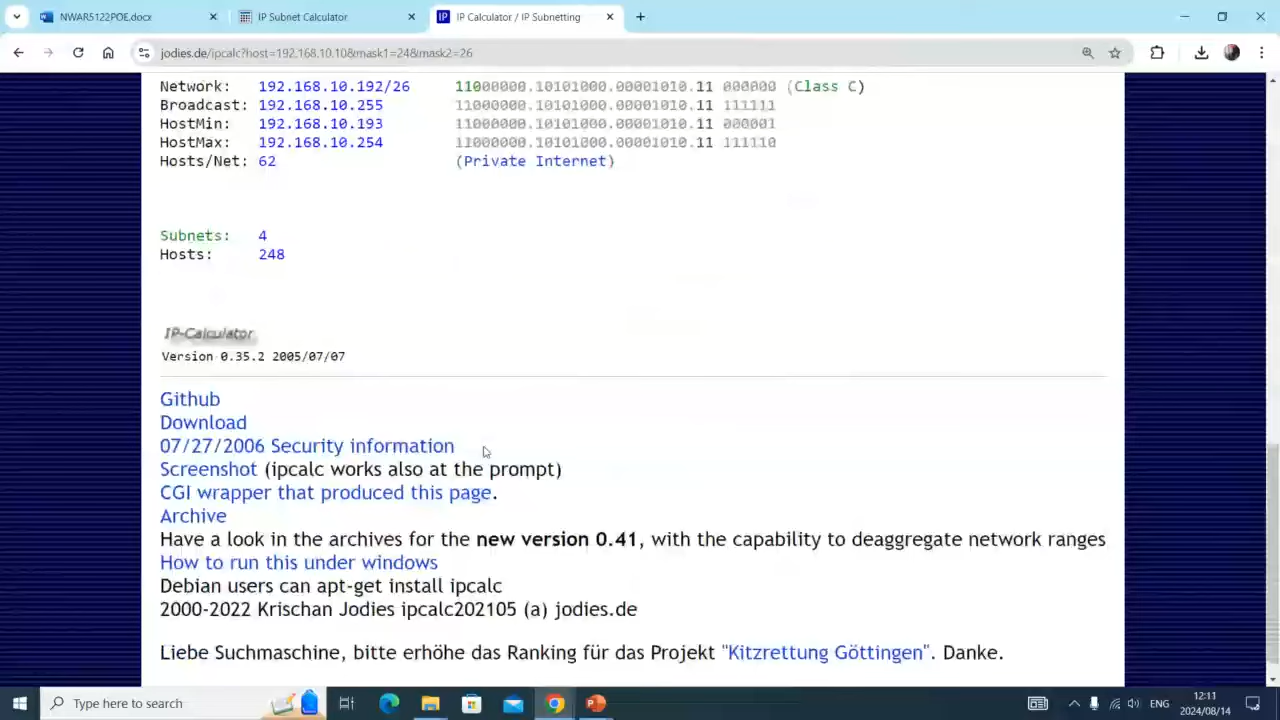 NWAR5122POE.docx IP Subnet Calculator IP IP Calculator / IP Subnetting
jodies.de/ipcalc?host=192.168.10.10&mask1=24&mask2=26
Network: 192.168.10.192/26 11000000.10101000.00001010.11 000000 (Class C)
Broadcast: 192.168.10.255 11000000.10101000.00001010.11 111111
HostMin: 192.168.10.193 11000000.10101000.00001010.11 000001
HostMax: 192.168.10.254 11000000.10101000.00001010.11 111110
Hosts/Net: 62 (Private Internet)
Subnets: 4
Hosts: 248
IP-Calculator
Version 0.35.2 2005/07/07
Github
Download
07/27/2006 Security information
Screenshot (ipcalc works also at the prompt)
CGI wrapper that produced this page.
Archive
Have a look in the archives for the new version 0.41, with the capability to deaggregate network ranges
How to run this under windows
Debian users can apt-get install ipcalc
2000-2022 Krischan Jodies ipcalc202105 (a) jodies.de
Liebe Suchmaschine, bitte erhöhe das Ranking für das Projekt "Kitzrettung Göttingen". Danke.
Type here to search ENG 12:11
2024/08/14